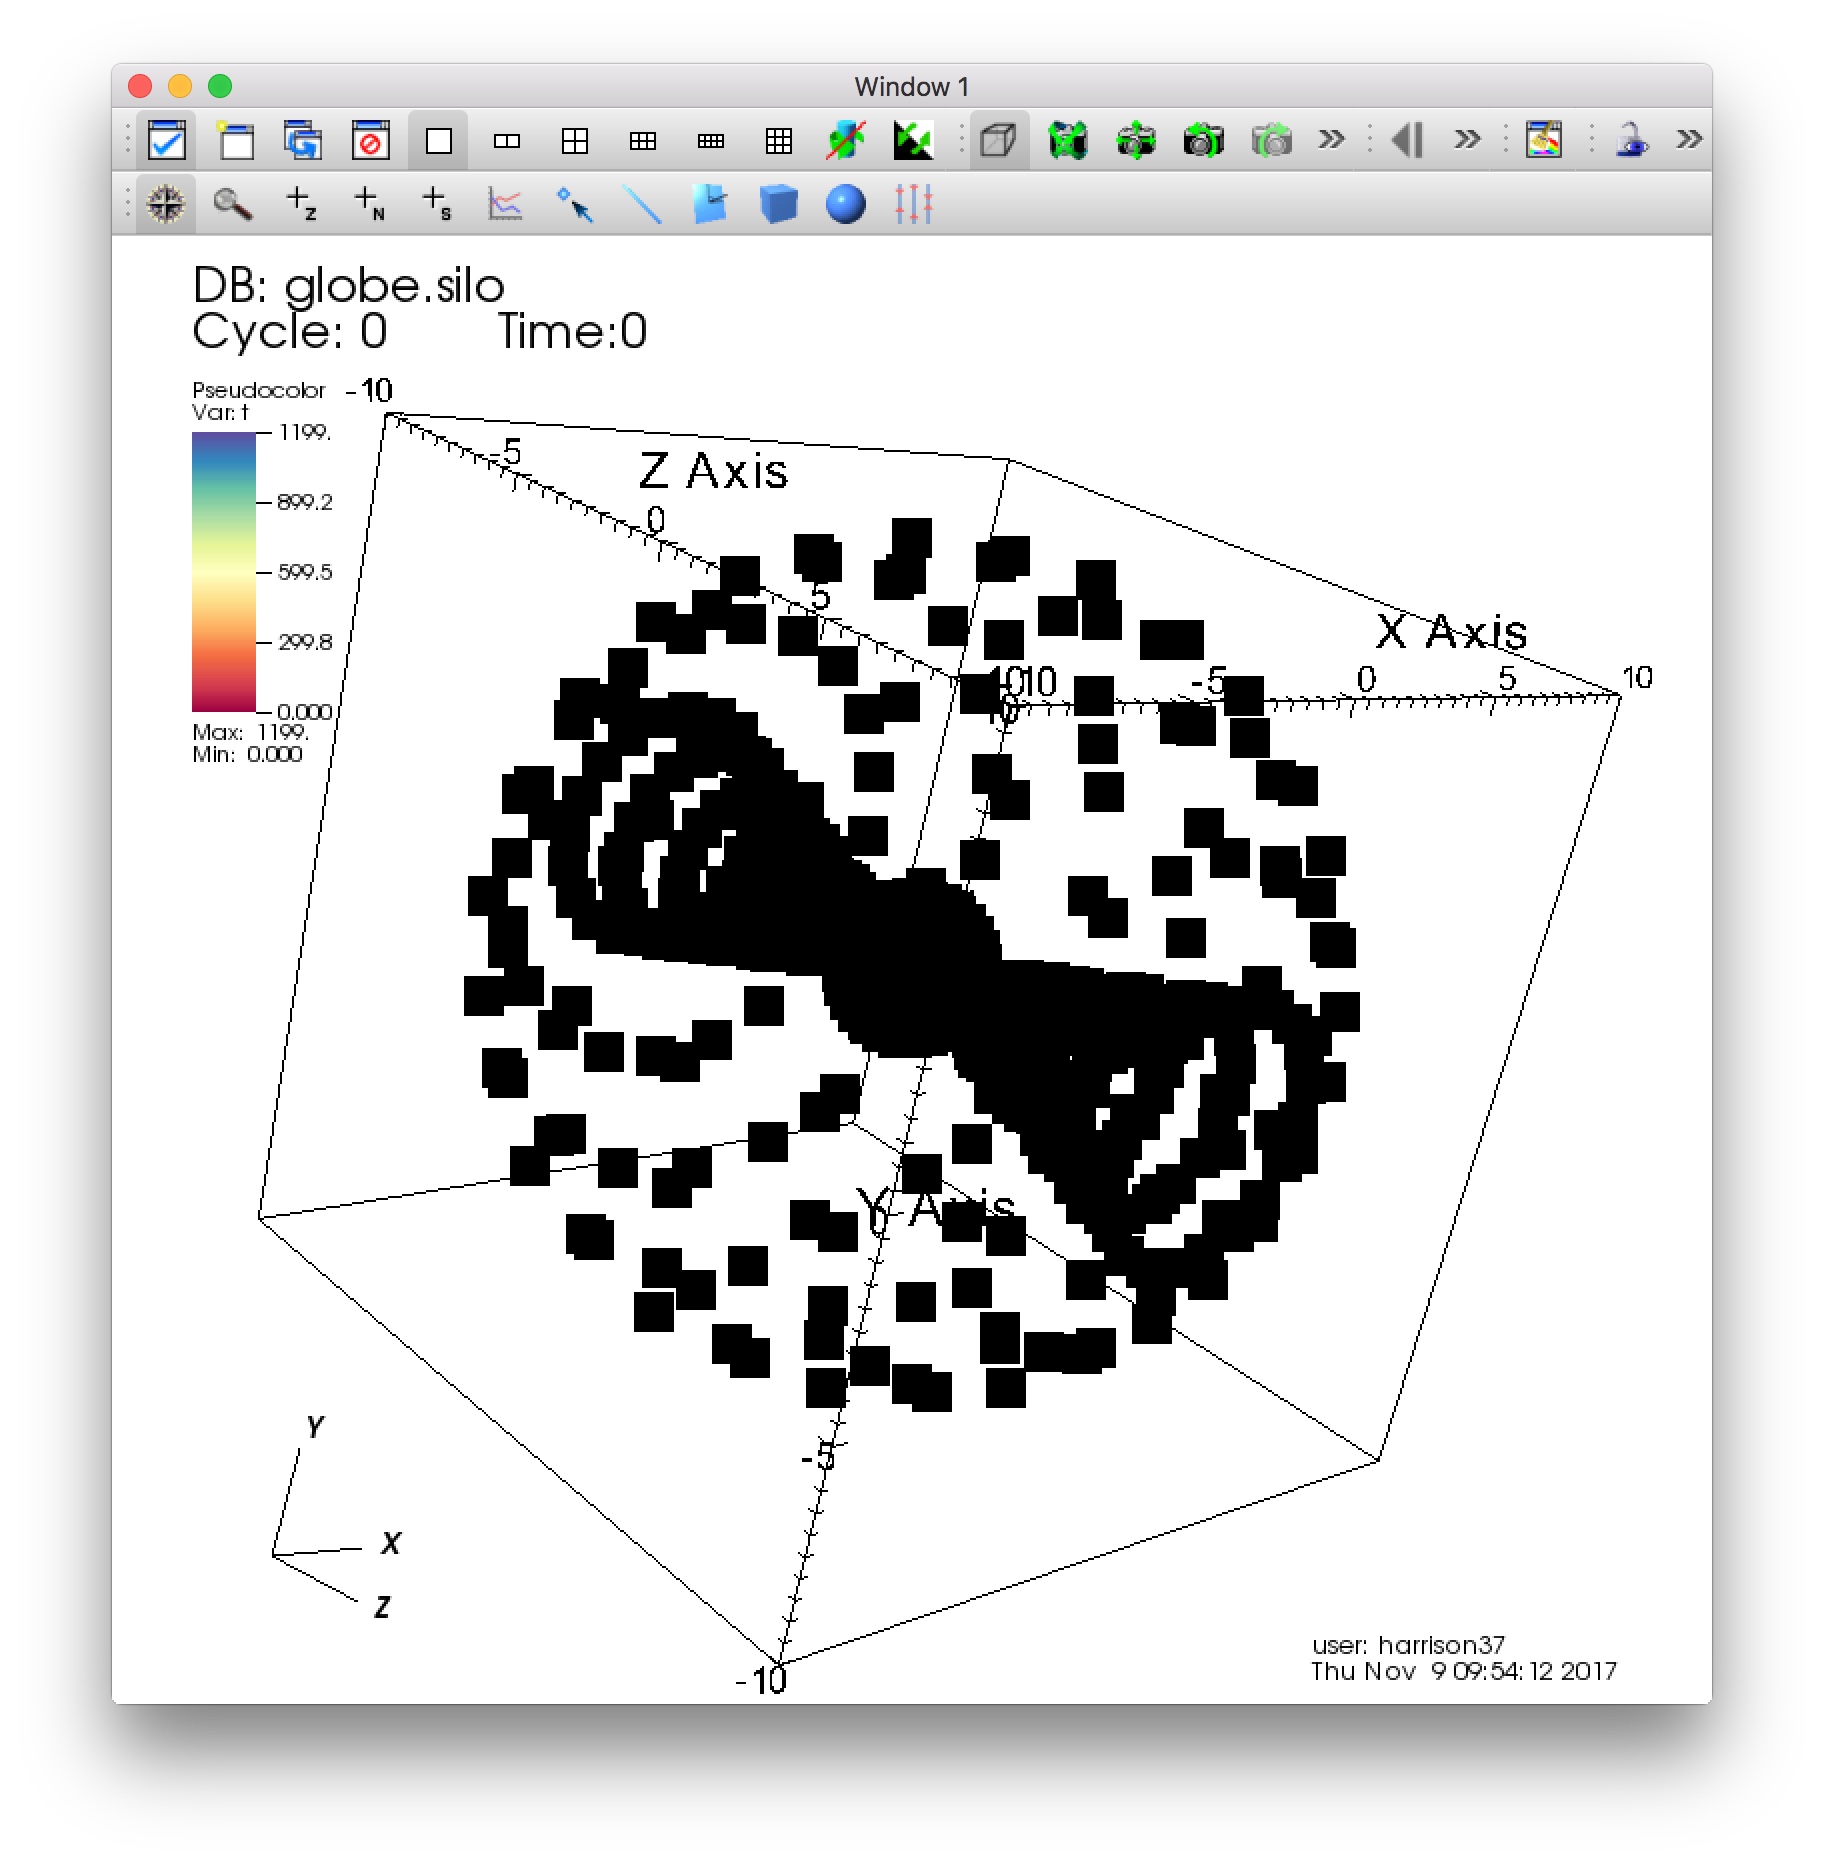 Window 1
Z
N
S
DB: globe.silo
Cycle: 0 Time:0
Pseudocolor
Var: t
1199.
899.2
599.5
299.8
0.000
Max: 1199.
Min: 0.000
-10
-5
Z Axis
0
5
10
X Axis
-10
-5
0
5
10
10
Y Axis
0
-5
-10
Y
X
Z
user: harrison37
Thu Nov 9 09:54:12 2017